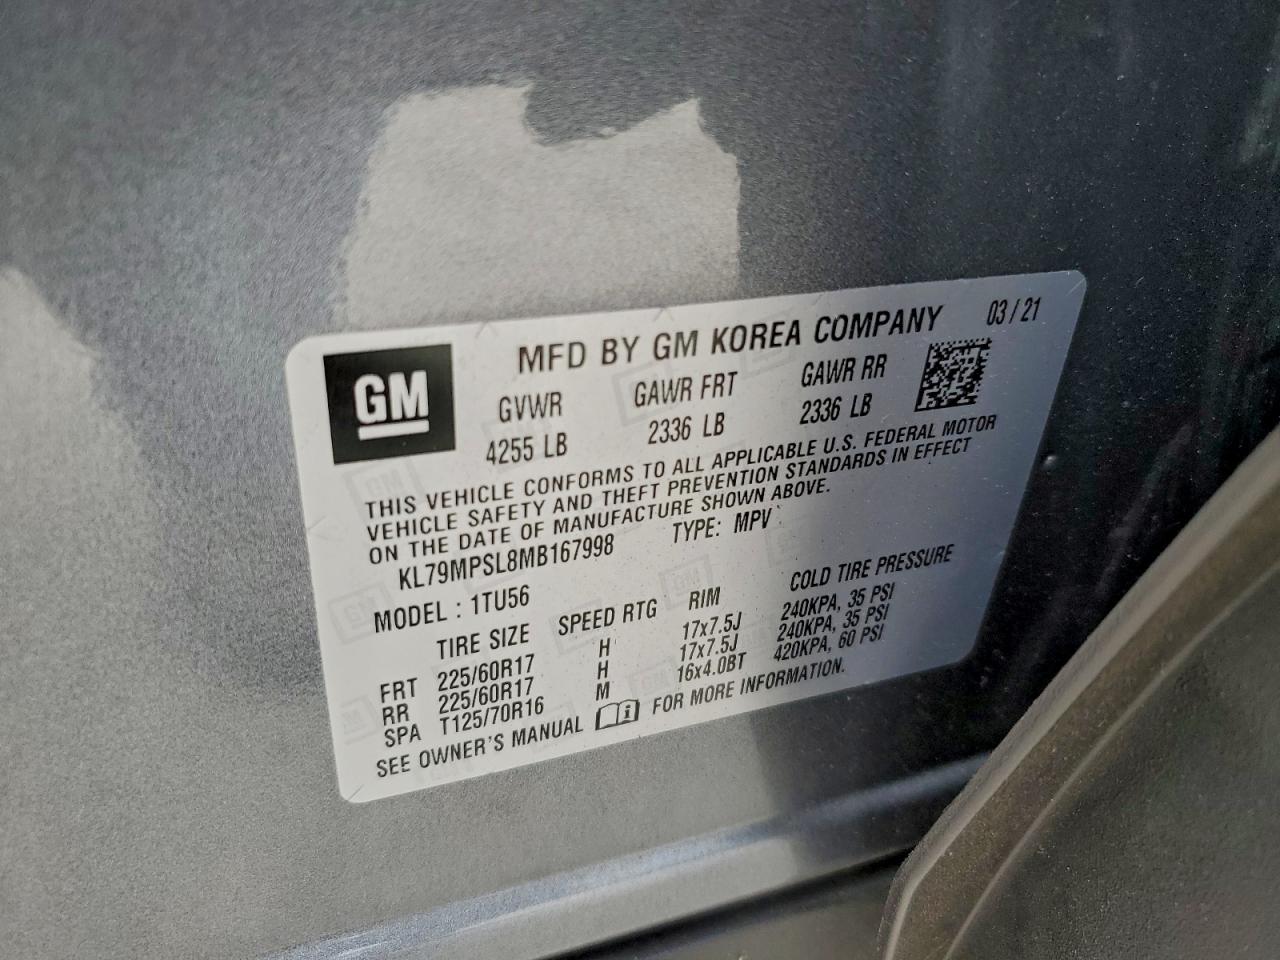 MFD BY GM KOREA COMPANY 03/21
GM
GVWR GAWR FRT GAWR RR
4255 LB 2336 LB 2336 LB
THIS VEHICLE CONFORMS TO ALL APPLICABLE U.S. FEDERAL MOTOR
VEHICLE SAFETY AND THEFT PREVENTION STANDARDS IN EFFECT
ON THE DATE OF MANUFACTURE SHOWN ABOVE.
KL79MPSL8MB167998 TYPE: MPV
MODEL : 1TU56
TIRE SIZE SPEED RTG RIM COLD TIRE PRESSURE
FRT 225/60R17 H 17x7.5J 240KPA, 35 PSI
RR 225/60R17 H 17x7.5J 240KPA, 35 PSI
SPA T125/70R16 M 16x4.0BT 420KPA, 60 PSI
SEE OWNER'S MANUAL i FOR MORE INFORMATION.